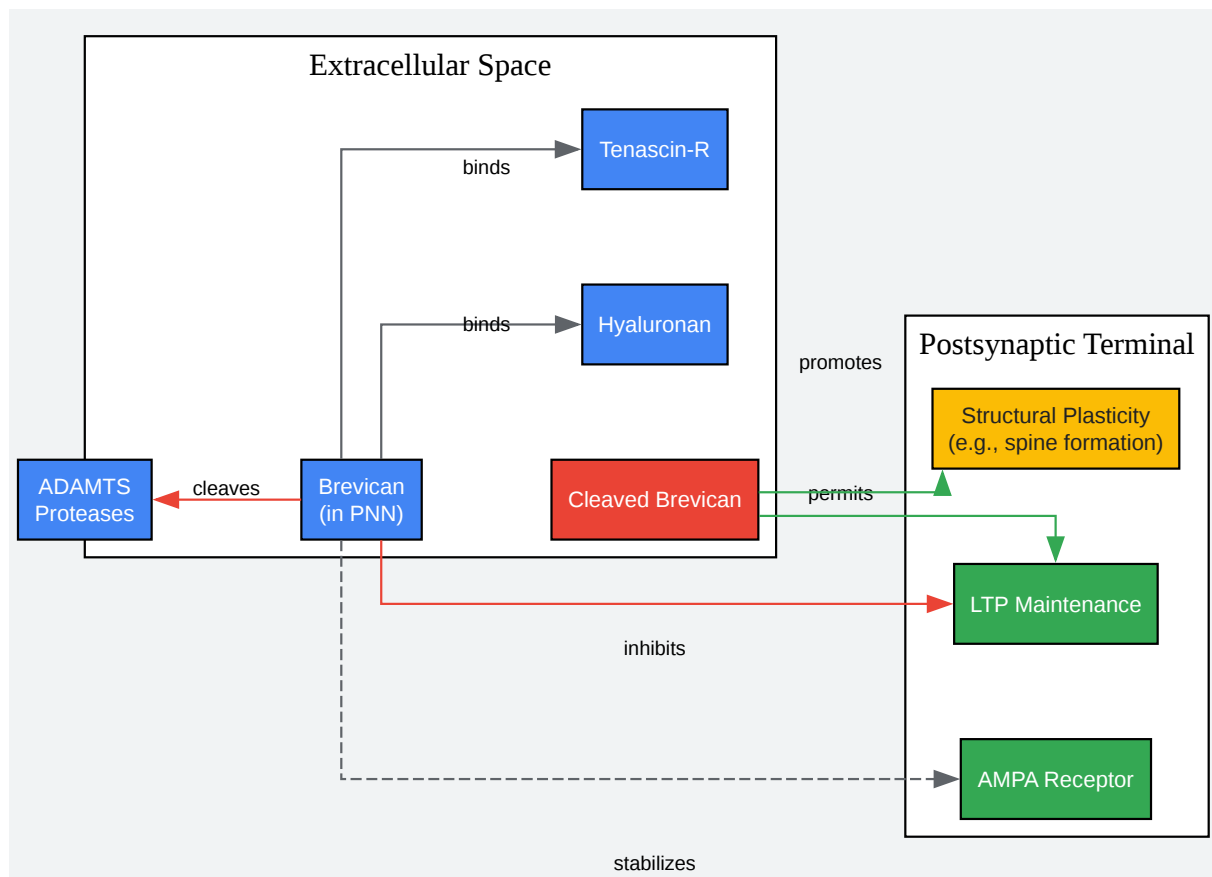 Extracellular Space
Tenascin-R
binds
Hyaluronan
binds
Postsynaptic Terminal
promotes
Structural Plasticity
(e.g., spine formation)
ADAMTS
Proteases
cleaves
Brevican
(in PNN)
Cleaved Brevican
permits
LTP Maintenance
inhibits
AMPA Receptor
stabilizes